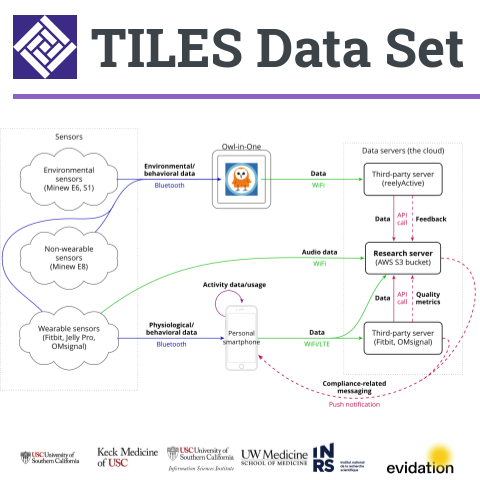 TILES Data Set
Sensors
Environmental
sensors
(Minew E6, S1)
Non-wearable
sensors
(Minew E8)
Wearable sensors
(Fitbit, Jelly Pro,
OMsignal)
Environmental/
behavioral data
Bluetooth
Owl-in-One
Data
WiFi
Data servers (the cloud)
Third-party server
(reelyActive)
Data
API
call
Feedback
Audio data
WiFi
Research server
(AWS S3 bucket)
Activity data/usage
Data
API
call
Quality
metrics
Physiological/
behavioral data
Bluetooth
Personal
smartphone
Data
WiFi/LTE
Third-party server
(Fitbit, OMsignal)
Compliance-related
messaging
Push notification
USC University of
Southern California
Keck Medicine
of USC
USC University of
Southern California
Information Sciences Institute
UW Medicine
SCHOOL OF MEDICINE
INRS
Institut national
de la recherche
scientifique
evidation